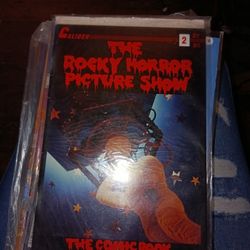 CALIBER
2
THE
ROCKY HORROR
PICTURE SHOW
THE COMIC BOOK